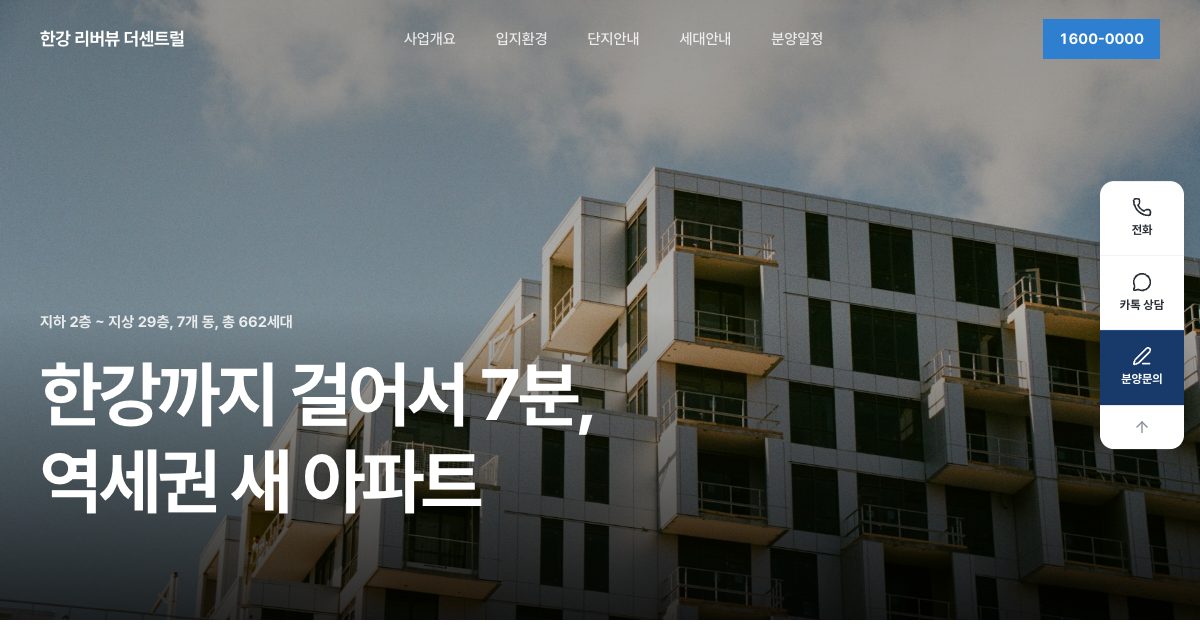 한강 리버뷰 더센트럴
사업개요
입지환경
단지안내
세대안내
분양일정
1600-0000
전화
카톡 상담
분양문의
지하 2층 ~ 지상 29층, 7개 동, 총 662세대
한강까지 걸어서 7분,
역세권 새 아파트